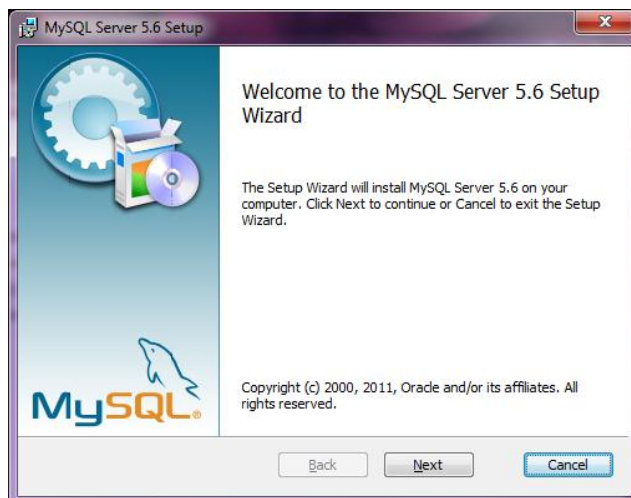 MySQL Server 5.6 Setup
Welcome to the MySQL Server 5.6 Setup
Wizard
The Setup Wizard will install MySQL Server 5.6 on your
computer. Click Next to continue or Cancel to exit the Setup
Wizard.
MySQL®
Copyright (c) 2000, 2011, Oracle and/or its affiliates. All
rights reserved.
Back Next Cancel